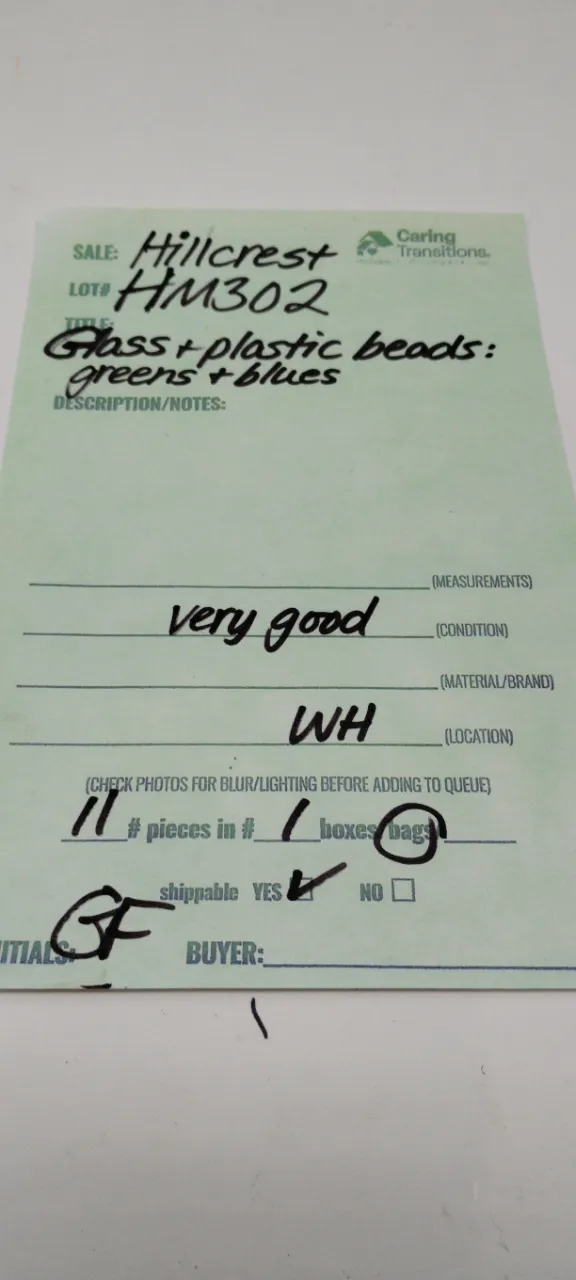 SALE: Hillcrest
Caring
Transitions
LOT# HM302
TITLE:
Glass + plastic beads:
greens + blues
DESCRIPTION/NOTES:
(MEASUREMENTS)
very good (CONDITION)
(MATERIAL/BRAND)
WH (LOCATION)
(CHECK PHOTOS FOR BLUR/LIGHTING BEFORE ADDING TO QUEUE)
11 # pieces in # 1 boxes/bags
shippable YES ✓ NO
ITIALS: GF BUYER: